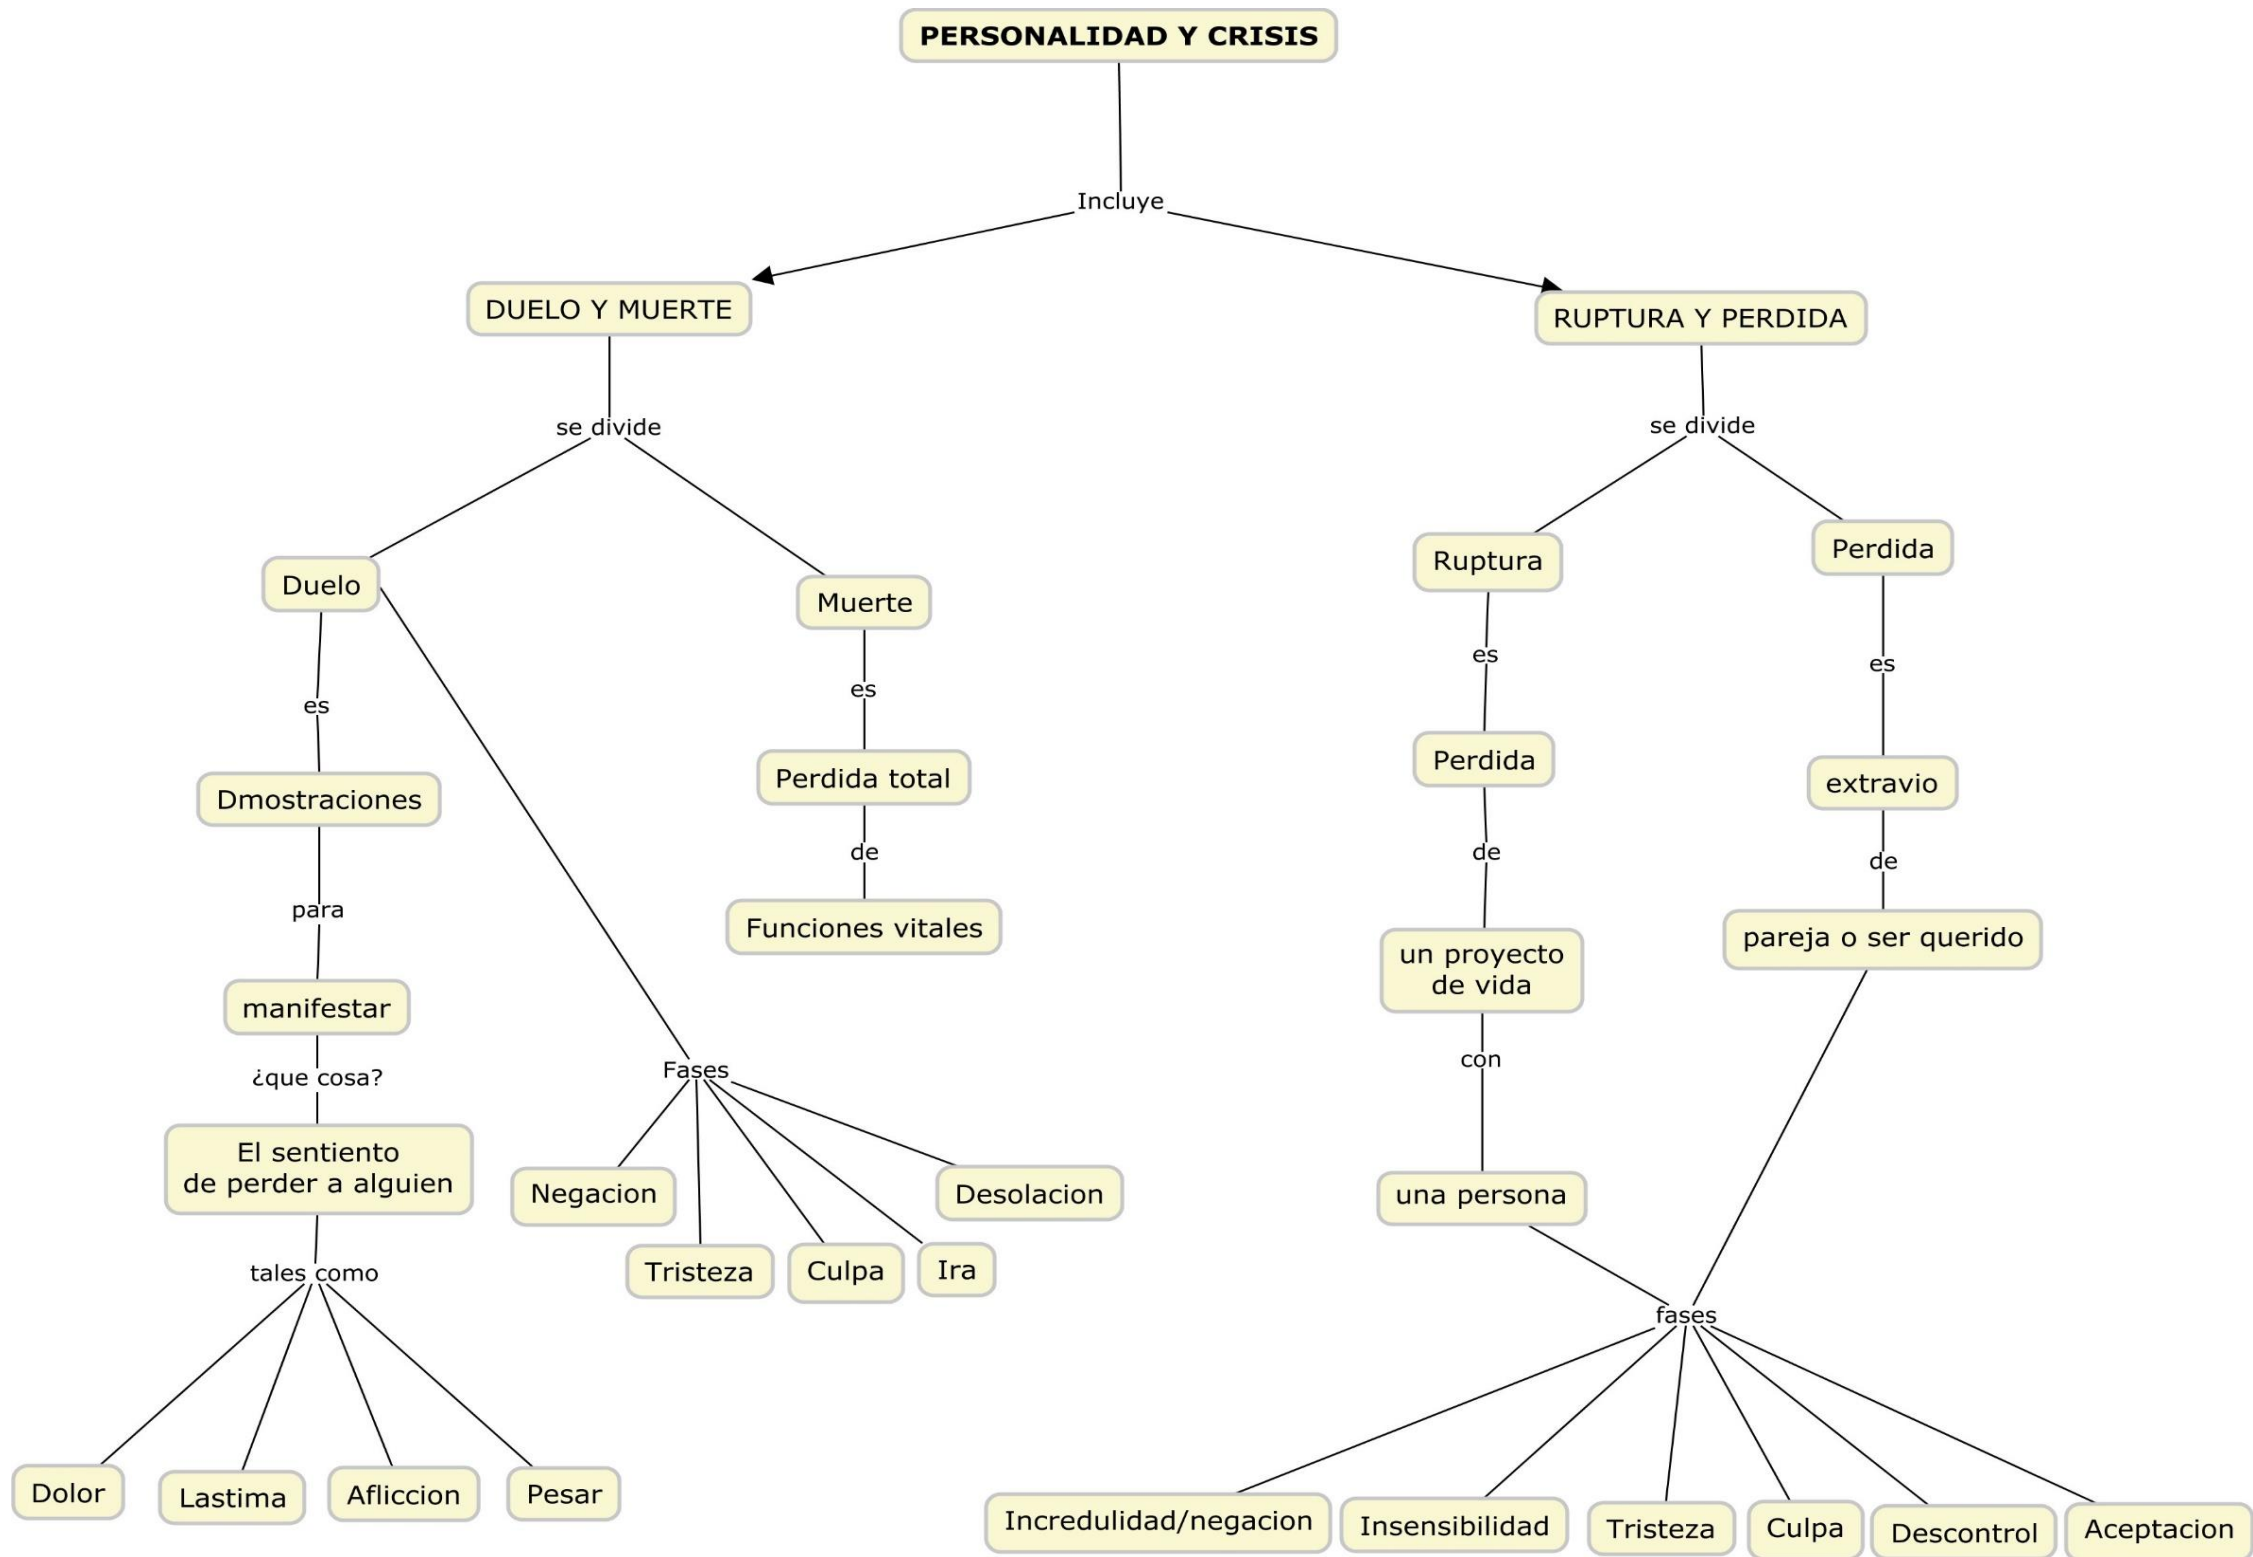 PERSONALIDAD Y CRISIS
Incluye
DUELO Y MUERTE
RUPTURA Y PERDIDA
se divide
se divide
Duelo
Muerte
Ruptura
Perdida
es
es
es
es
Dmostraciones
Perdida total
Perdida
extravio
para
de
de
de
manifestar
Funciones vitales
un proyecto
de vida
pareja o ser querido
¿que cosa?
Fases
con
El sentiento
de perder a alguien
Negacion
Tristeza
Culpa
Ira
Desolacion
una persona
tales como
fases
Dolor
Lastima
Afliccion
Pesar
Incredulidad/negacion
Insensibilidad
Tristeza
Culpa
Descontrol
Aceptacion